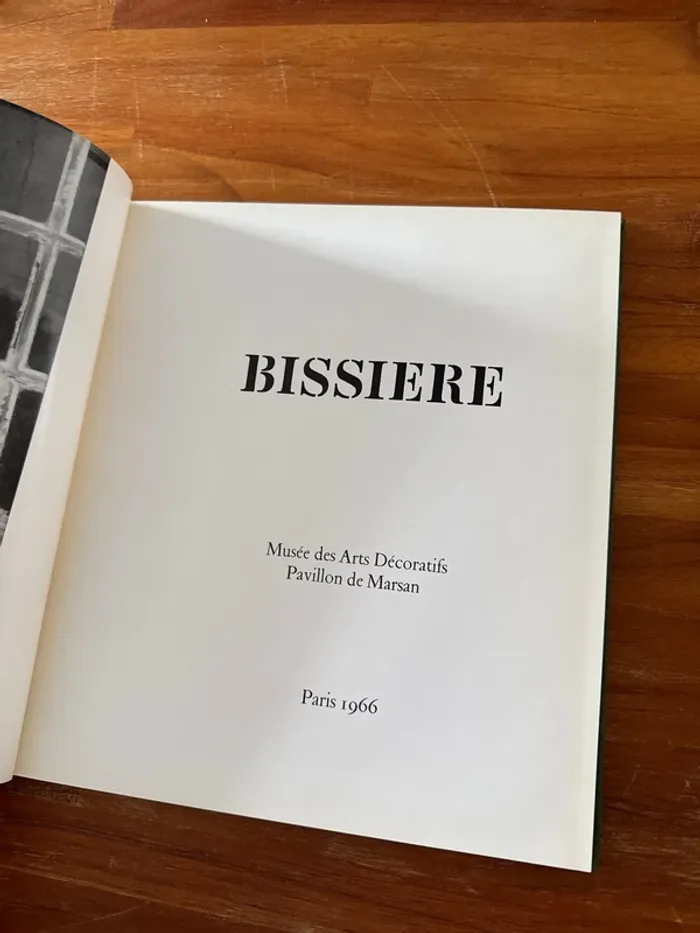 BISSIERE
Musée des Arts Décoratifs
Pavillon de Marsan
Paris 1966